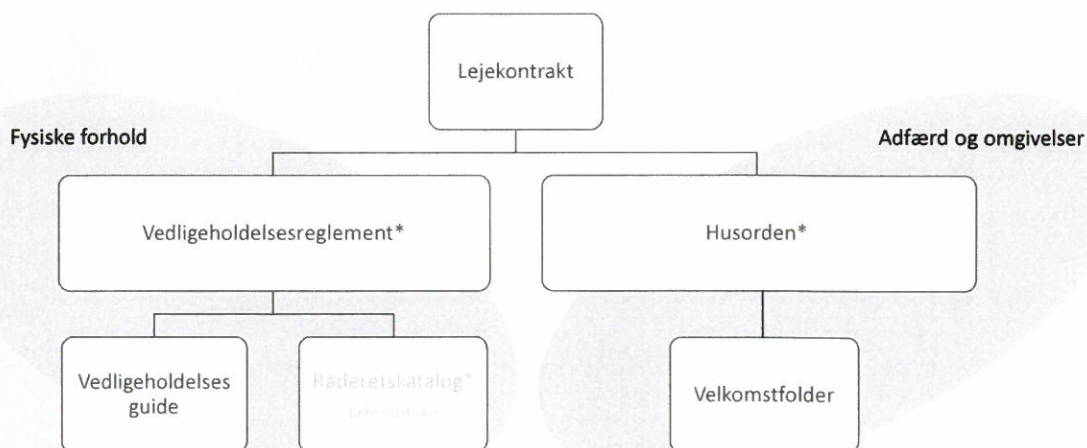 Lejekontrakt
Fysiske forhold
Adfærd og omgivelser
Vedligeholdelsesreglement*
Husorden*
Vedligeholdelses
guide
Råderetskatalog*
Velkomstfolder